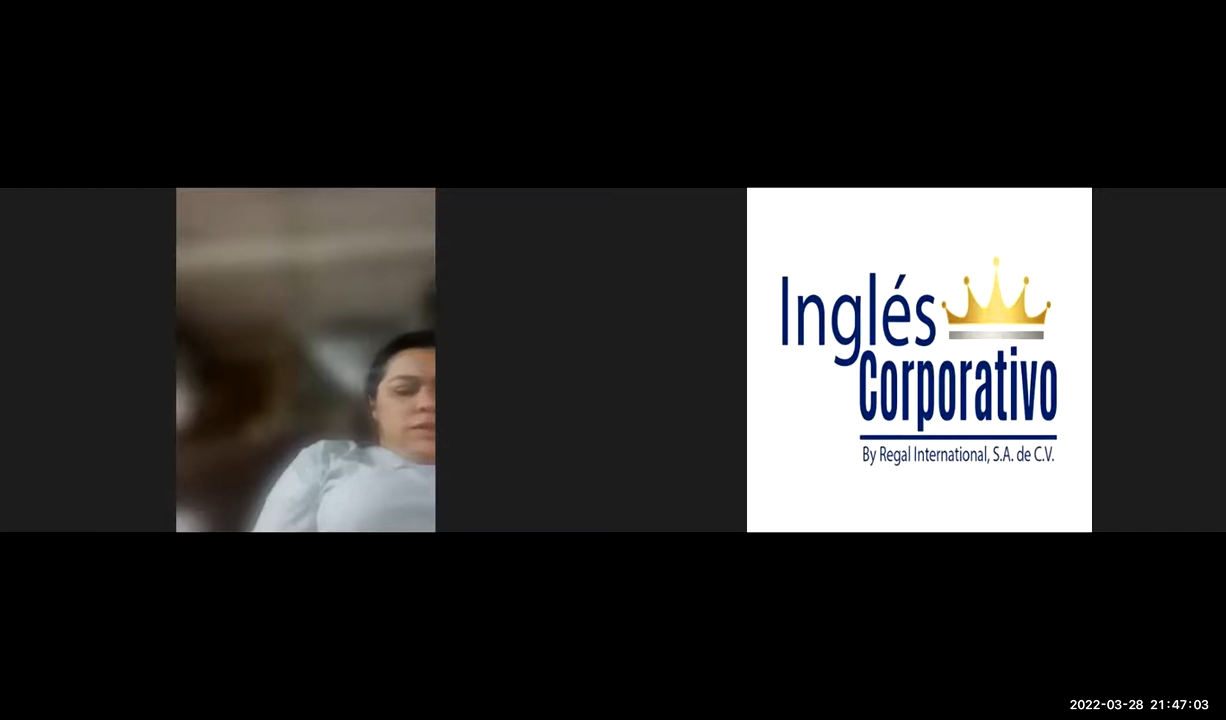 Inglés
Corporativo
By Regal International, S.A. de C.V.
2022-03-28 21:47:03